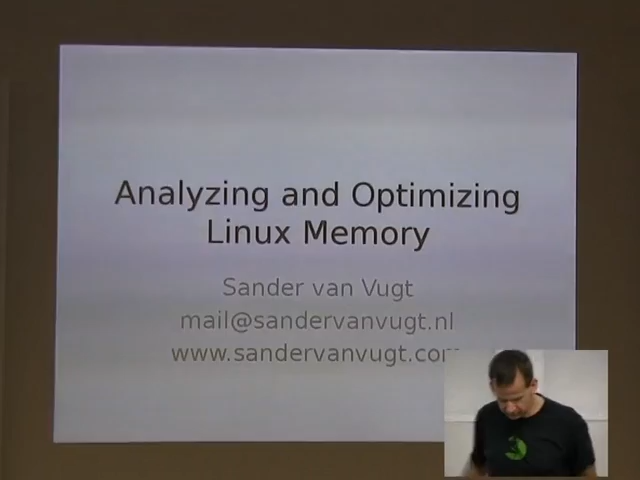 Analyzing and Optimizing
Linux Memory
Sander van Vugt
mail@sandervanvugt.nl
www.sandervanvugt.com